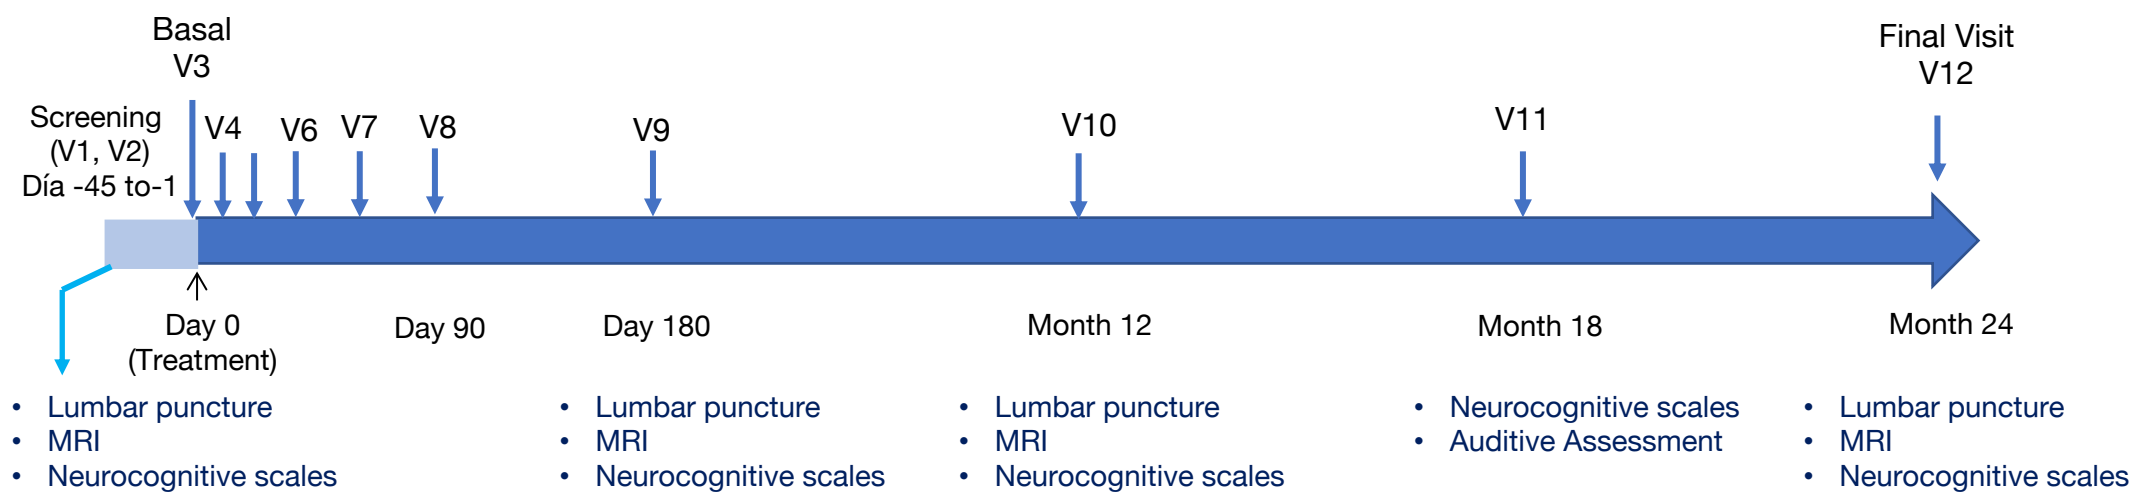 Basal
V3
Final Visit
V12
Screening
(V1, V2)
Día -45 to-1
V4
V6
V7
V8
V9
V10
V11
Day 0
(Treatment)
Day 90
Day 180
Month 12
Month 18
Month 24
• Lumbar puncture
• MRI
• Neurocognitive scales
• Lumbar puncture
• MRI
• Neurocognitive scales
• Lumbar puncture
• MRI
• Neurocognitive scales
• Neurocognitive scales
• Auditive Assessment
• Lumbar puncture
• MRI
• Neurocognitive scales